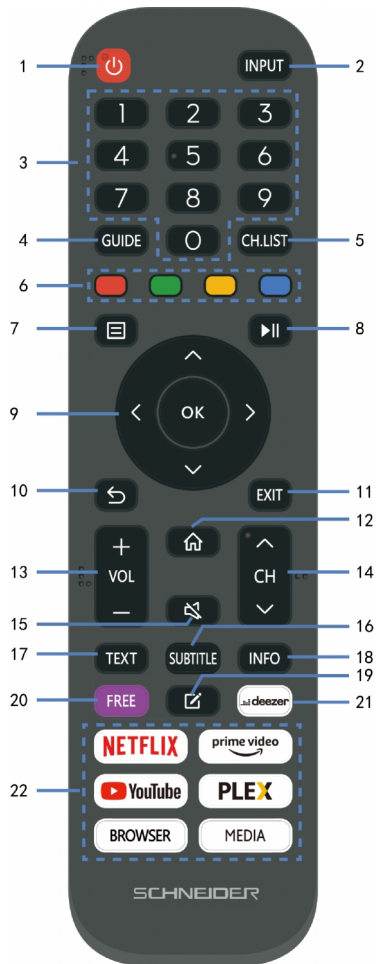 1
INPUT 2
1 2 3
3
4 5 6
7 8 9
4 GUIDE 0 CH.LIST 5
6
7 8
9 OK
10 EXIT 11
12
+
13 VOL CH 14
−
15 16
17 TEXT SUBTITLE INFO 18
19
20 FREE deezer 21
NETFLIX prime video
22 YouTube PLEX
BROWSER MEDIA
SCHNEIDER